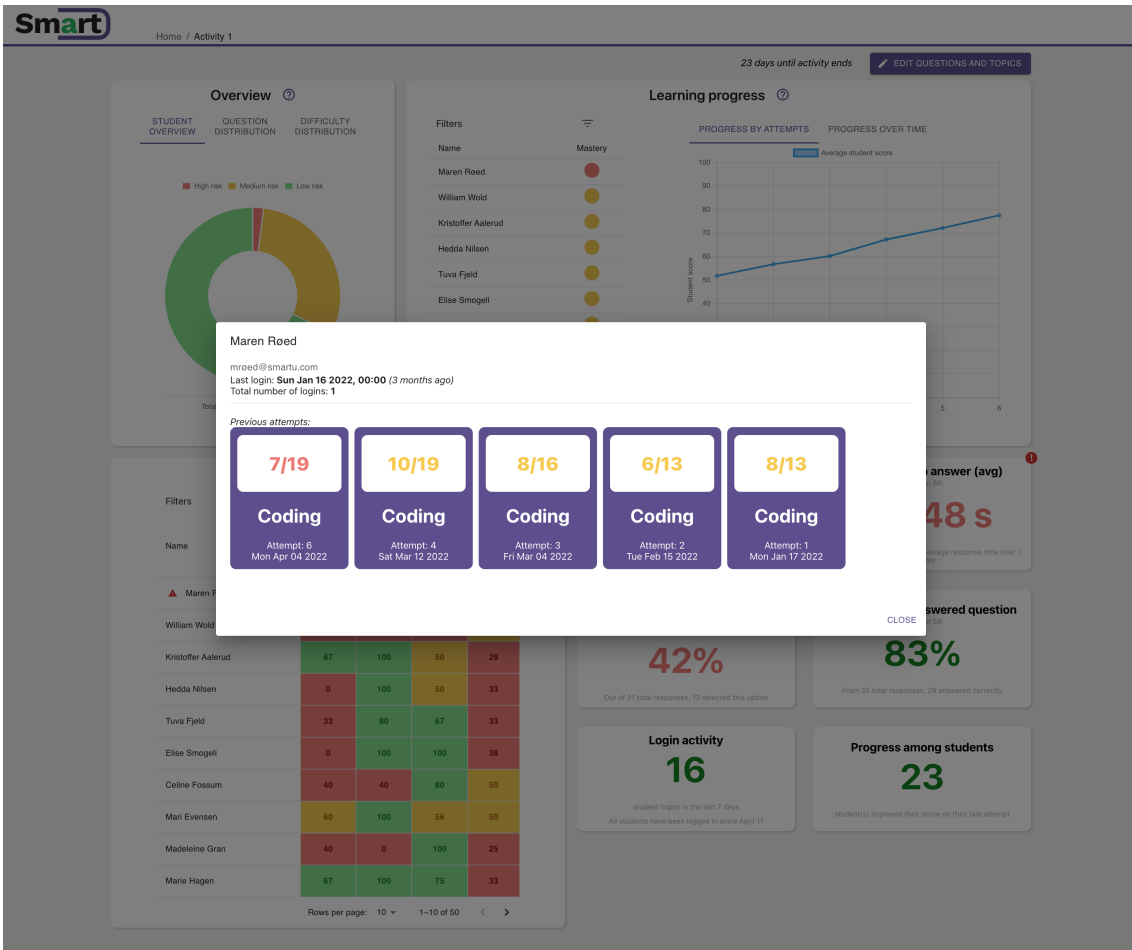 Smart
Home / Activity 1
23 days until activity ends
EDIT QUESTIONS AND TOPICS
Overview
STUDENT OVERVIEW
QUESTION DISTRIBUTION
DIFFICULTY DISTRIBUTION
High risk
Medium risk
Low risk
Learning progress
Filters
Name Mastery
Maren Røed
William Wold
Kristoffer Aalerud
Hedda Nilsen
Tuva Fjeld
Elise Smogeli
PROGRESS BY ATTEMPTS
PROGRESS OVER TIME
Average student score
100
90
80
70
60
50
40
Student score
5 6
Maren Røed
mrøed@smartu.com
Last login: Sun Jan 16 2022, 00:00 (3 months ago)
Total number of logins: 1
Previous attempts:
7/19
Coding
Attempt: 6
Mon Apr 04 2022
10/19
Coding
Attempt: 4
Sat Mar 12 2022
8/16
Coding
Attempt: 3
Fri Mar 04 2022
6/13
Coding
Attempt: 2
Tue Feb 15 2022
8/13
Coding
Attempt: 1
Mon Jan 17 2022
CLOSE
Filters
Name
Maren
William Wold
Kristoffer Aalerud 67 100 50 29
Hedda Nilsen 0 100 50 33
Tuva Fjeld 33 80 67 33
Elise Smogeli 0 100 100 38
Celine Fossum 40 40 80 50
Mari Evensen 60 100 56 50
Madeleine Gran 40 0 100 25
Marie Hagen 67 100 75 33
Rows per page: 10 1–10 of 50
answer (avg)
48 s
average response time over 3
42%
Out of 31 total responses, 13 selected this option
swered question
83%
From 35 total responses, 29 answered correctly
Login activity
16
student logins in the last 7 days
All students have been logged in since April 11
Progress among students
23
student(s) improved their score on their last attempt